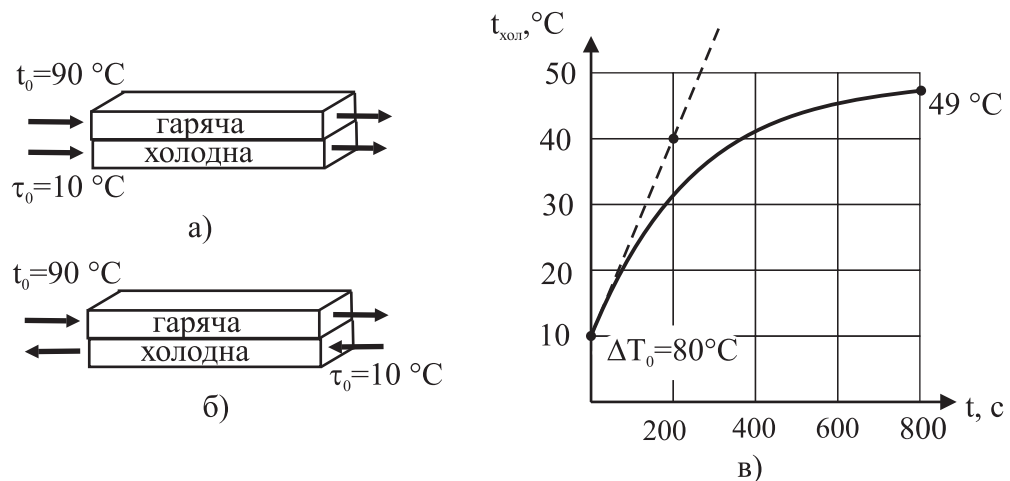 t₀=90 °C
гаряча
холодна
τ₀=10 °C
а)
t₀=90 °C
гаряча
холодна
τ₀=10 °C
б)
tхол,°C
50
40
30
20
10
49 °C
ΔT₀=80°C
200
400
600
800
t, c
в)